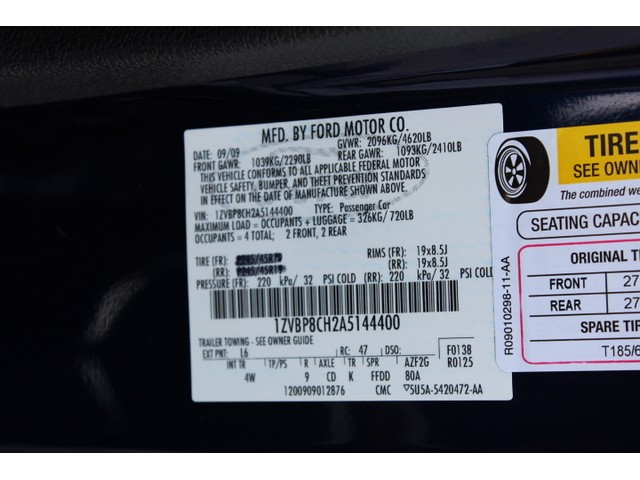 MFD. BY FORD MOTOR CO.
DATE: 09/09 GVWR: 2096KG/4620LB
FRONT GAWR: 1039KG/2290LB REAR GAWR: 1093KG/2410LB
THIS VEHICLE CONFORMS TO ALL APPLICABLE FEDERAL MOTOR
VEHICLE SAFETY, BUMPER, AND THEFT PREVENTION STANDARDS
IN EFFECT ON THE DATE OF MANUFACTURE SHOWN ABOVE.
VIN: 1ZVBP8CH2A5144400 TYPE: Passenger Car
MAXIMUM LOAD = OCCUPANTS + LUGGAGE = 326KG/720LB
OCCUPANTS = 4 TOTAL; 2 FRONT, 2 REAR
TIRE (FR): RIMS (FR): 19x8.5J
(RR): (RR): 19x8.5J
PRESSURE (FR): 220 kPa/ 32 PSI COLD (RR): 220 kPa/ 32 PSI COLD
1ZVBP8CH2A5144400
TRAILER TOWING - SEE OWNER GUIDE
EXT PNT: L6 RC: 47 DSO: F0138
INT TR TP/PS R AXLE TR SPR AZF2G R0125
4W 9 CD K FFDD 80A
1200909012876 CMC 5U5A-5420472-AA
TIRE
SEE OWNE
The combined we
SEATING CAPAC
ORIGINAL TI
FRONT 27
REAR 27
SPARE TIR
T185/6
R09010298-11-AA